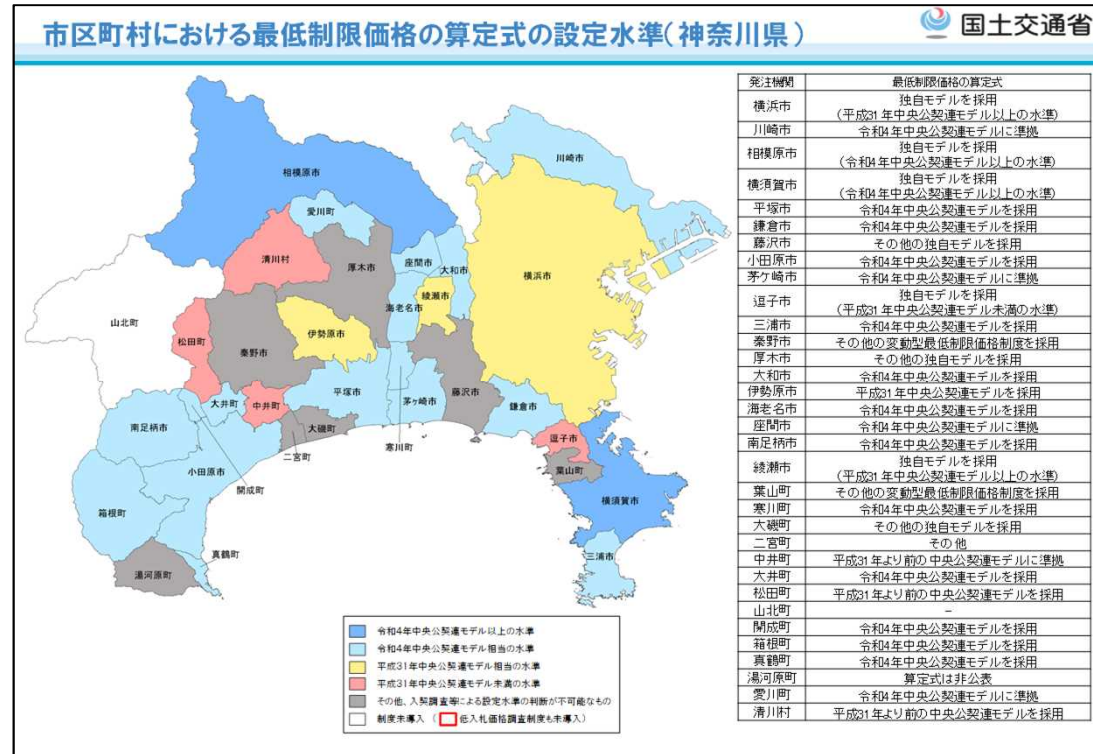 市区町村における最低制限価格の算定式の設定水準(神奈川県)
国土交通省
川崎市
相模原市
愛川町
清川村
厚木市
座間市
大和市
横浜市
綾瀬市
海老名市
山北町
松田町
秦野市
伊勢原市
平塚市
茅ヶ崎市
藤沢市
鎌倉市
大井町
中井町
大磯町
南足柄市
二宮町
寒川町
逗子市
葉山町
小田原市
開成町
横須賀市
箱根町
真鶴町
三浦市
湯河原町
令和4年中央公契連モデル以上の水準
令和4年中央公契連モデル相当の水準
平成31年中央公契連モデル相当の水準
平成31年中央公契連モデル未満の水準
その他、入契調査等による設定水準の判断が不可能なもの
制度未導入 ( 低入札価格調査制度も未導入)
発注機関 最低制限価格の算定式
横浜市 独自モデルを採用
(平成31年中央公契連モデル以上の水準)
川崎市 令和4年中央公契連モデルに準拠
相模原市 独自モデルを採用
(令和4年中央公契連モデル以上の水準)
横須賀市 独自モデルを採用
(令和4年中央公契連モデル以上の水準)
平塚市 令和4年中央公契連モデルを採用
鎌倉市 令和4年中央公契連モデルを採用
藤沢市 その他の独自モデルを採用
小田原市 令和4年中央公契連モデルを採用
茅ケ崎市 令和4年中央公契連モデルに準拠
逗子市 独自モデルを採用
(平成31年中央公契連モデル未満の水準)
三浦市 令和4年中央公契連モデルを採用
秦野市 その他の変動型最低制限価格制度を採用
厚木市 その他の独自モデルを採用
大和市 令和4年中央公契連モデルを採用
伊勢原市 平成31年中央公契連モデルを採用
海老名市 令和4年中央公契連モデルを採用
座間市 令和4年中央公契連モデルに準拠
南足柄市 令和4年中央公契連モデルを採用
綾瀬市 独自モデルを採用
(平成31年中央公契連モデル以上の水準)
葉山町 その他の変動型最低制限価格制度を採用
寒川町 令和4年中央公契連モデルを採用
大磯町 その他の独自モデルを採用
二宮町 その他
中井町 平成31年より前の中央公契連モデルに準拠
大井町 令和4年中央公契連モデルを採用
松田町 平成31年より前の中央公契連モデルを採用
山北町 −
開成町 令和4年中央公契連モデルを採用
箱根町 令和4年中央公契連モデルを採用
真鶴町 令和4年中央公契連モデルを採用
湯河原町 算定式は非公表
愛川町 令和4年中央公契連モデルに準拠
清川村 平成31年より前の中央公契連モデルを採用